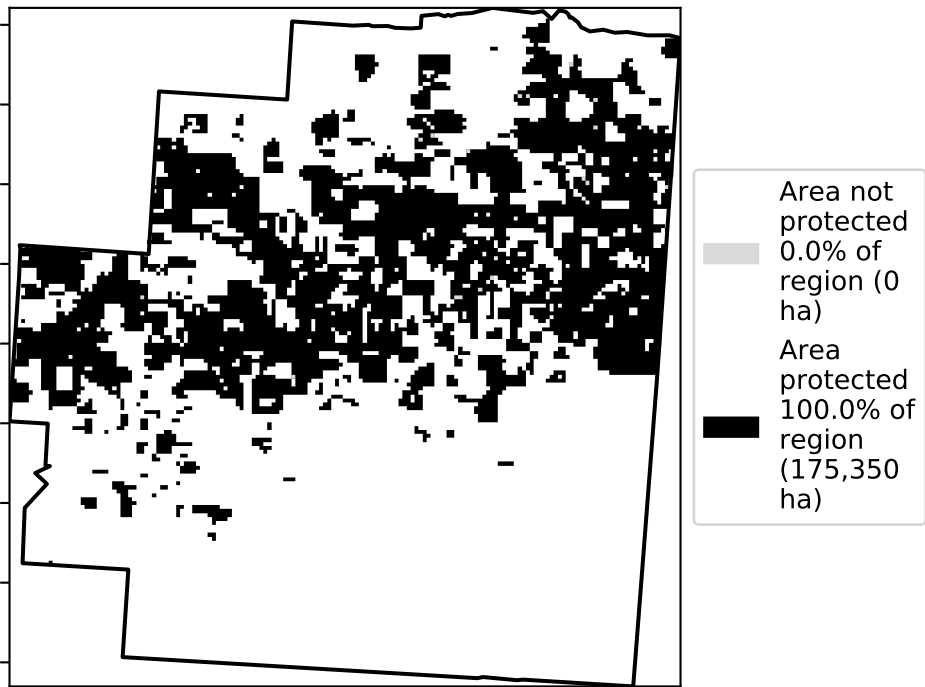 Area not
protected
0.0% of
region (0
ha)
Area
protected
100.0% of
region
(175,350
ha)